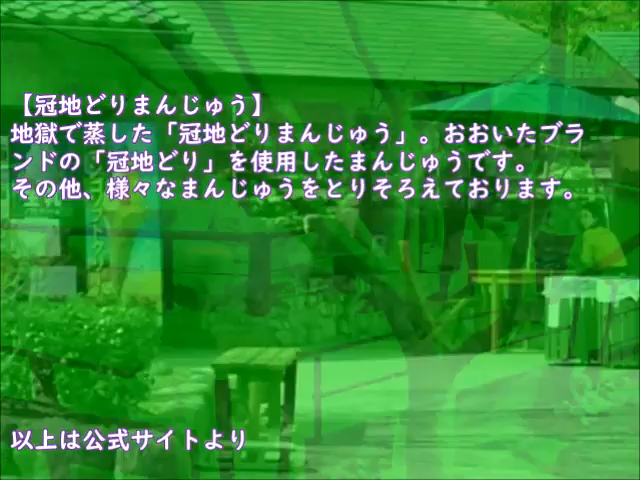 【冠地どりまんじゅう】
地獄で蒸した「冠地どりまんじゅう」。おおいたブラ
ンドの「冠地どり」を使用したまんじゅうです。
その他、様々なまんじゅうをとりそろえております。
以上は公式サイトより